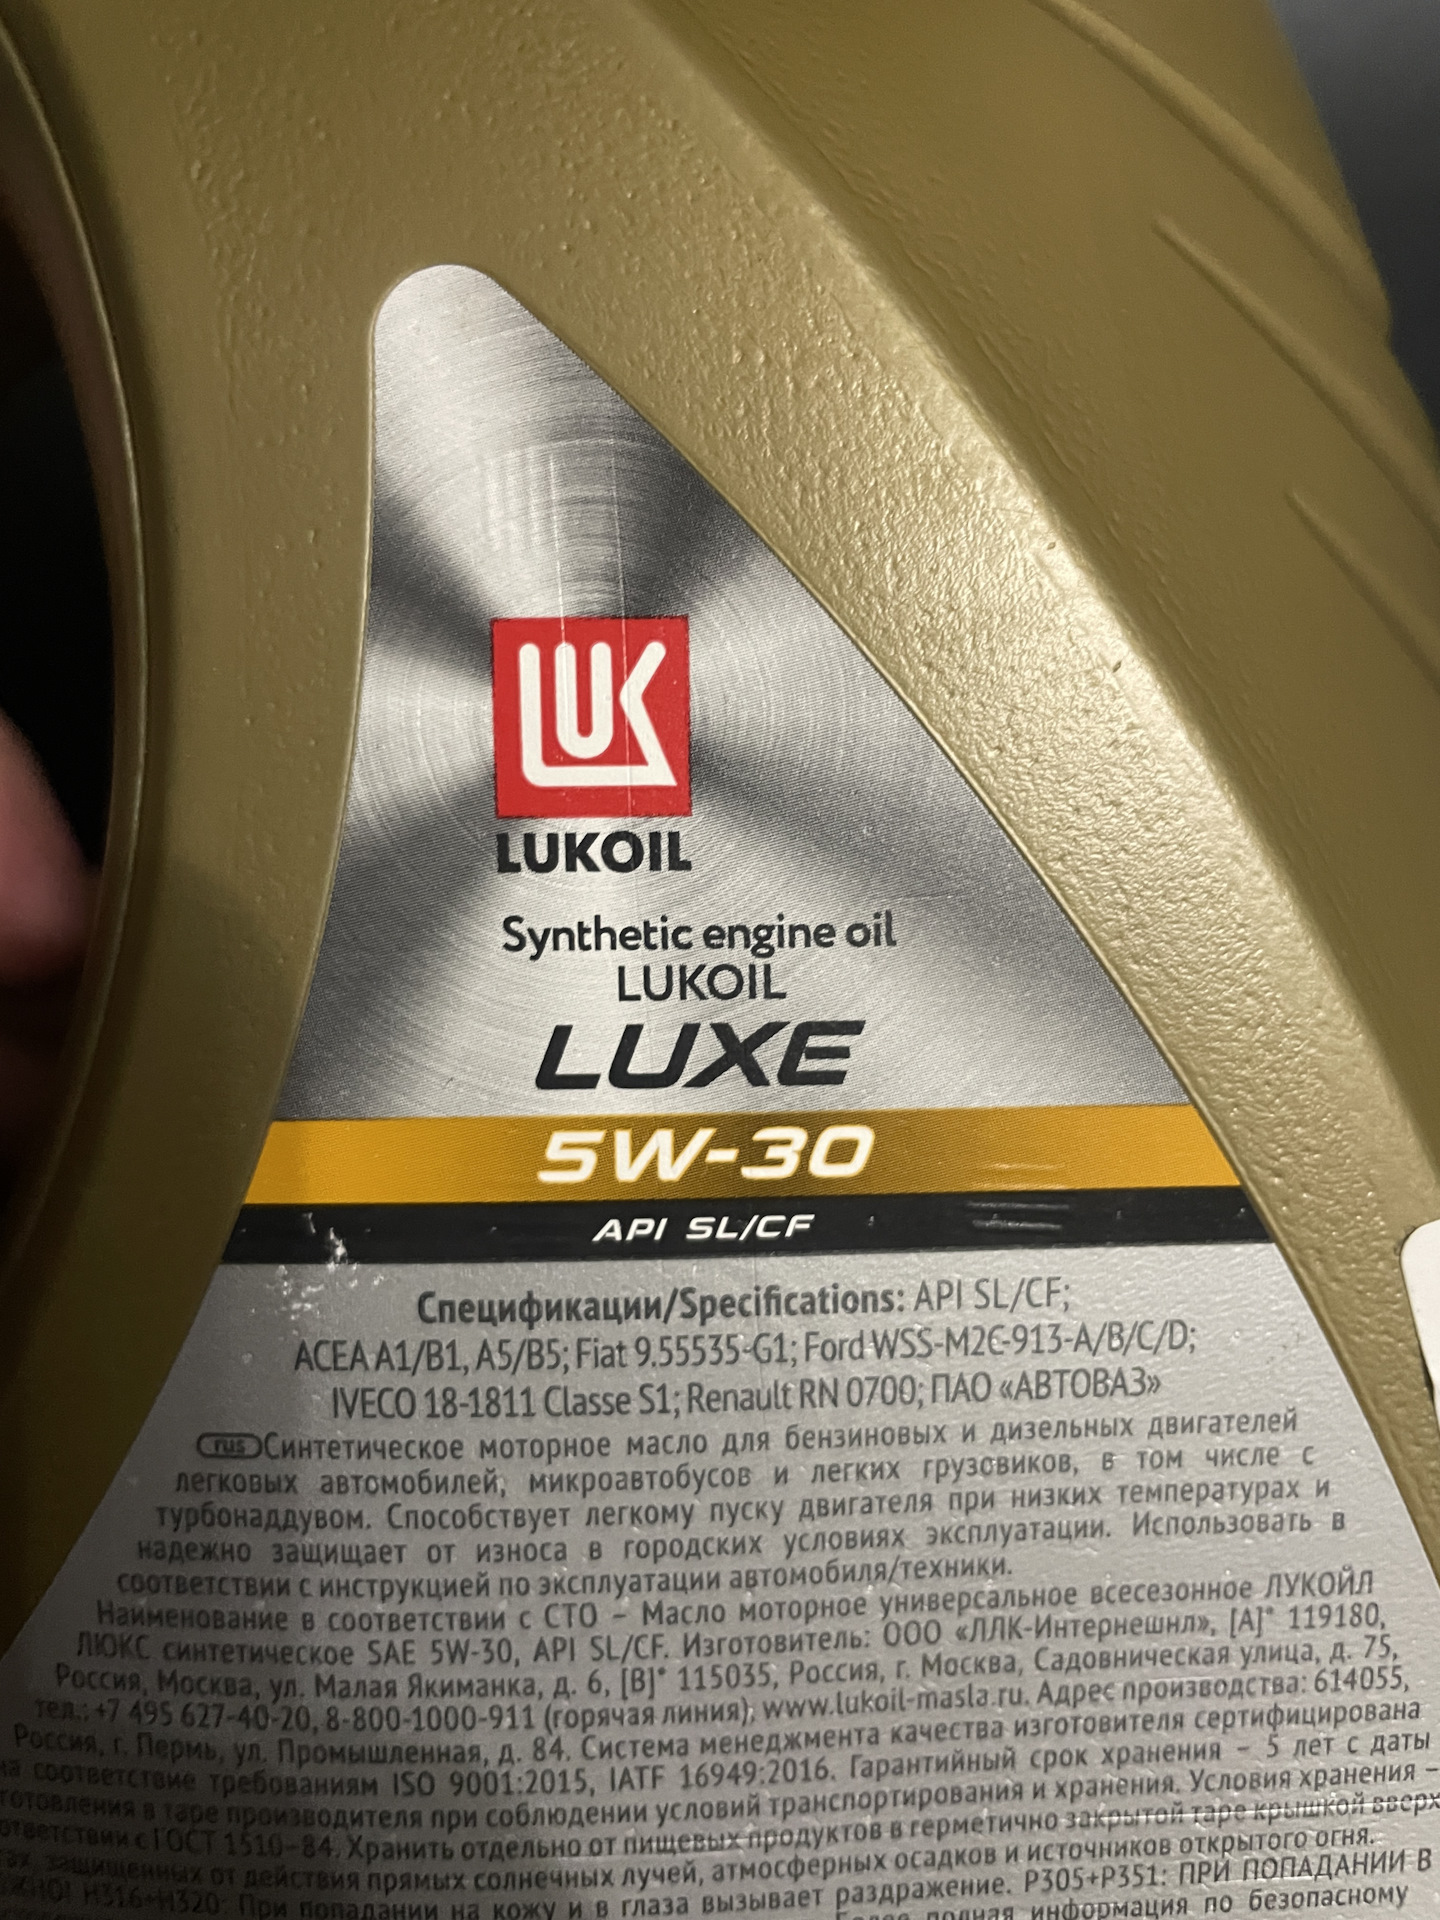 LUK
LUKOIL
Synthetic engine oil
LUKOIL
LUXE
5W-30
API SL/CF
Спецификации/Specifications: API SL/CF;
ACEA A1/B1, A5/B5; Fiat 9.55535-G1; Ford WSS-M2C-913-A/B/C/D;
IVECO 18-1811 Classe S1; Renault RN 0700; ПАО «АВТОВАЗ»
rus Синтетическое моторное масло для бензиновых и дизельных двигателей
легковых автомобилей, микроавтобусов и легких грузовиков, в том числе с
турбонаддувом. Способствует легкому пуску двигателя при низких температурах и
надежно защищает от износа в городских условиях эксплуатации. Использовать в
соответствии с инструкцией по эксплуатации автомобиля/техники.
Наименование в соответствии с СТО – Масло моторное универсальное всесезонное ЛУКОЙЛ
ЛЮКС синтетическое SAE 5W-30, API SL/CF. Изготовитель: ООО «ЛЛК-Интернешнл», [A]* 119180,
Россия, Москва, ул. Малая Якиманка, д. 6, [B]* 115035, Россия, г. Москва, Садовническая улица, д. 75,
тел.: +7 495 627-40-20, 8-800-1000-911 (горячая линия), www.lukoil-masla.ru. Адрес производства: 614055,
Россия, г. Пермь, ул. Промышленная, д. 84. Система менеджмента качества изготовителя сертифицирована
на соответствие требованиям ISO 9001:2015, IATF 16949:2016. Гарантийный срок хранения – 5 лет с даты
в таре производителя при соблюдении условий транспортирования и хранения. Условия хранения –
с ГОСТ 1510-84. Хранить отдельно от пищевых продуктов в герметично закрытой таре крышкой вверх
защищенных от действия прямых солнечных лучей, атмосферных осадков и источников открытого огня.
H316+H320: При попадании на кожу и в глаза вызывает раздражение. P305+P351: ПРИ ПОПАДАНИИ В
полная информация по безопасному